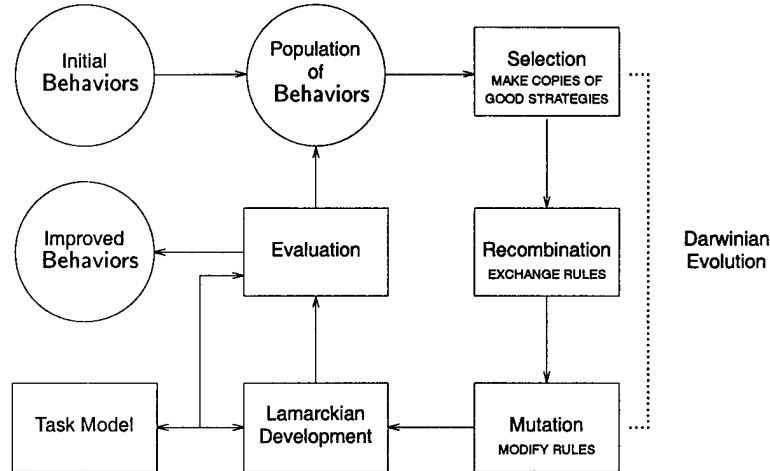 Initial
Behaviors
Population
of
Behaviors
Selection
MAKE COPIES OF
GOOD STRATEGIES
Improved
Behaviors
Evaluation
Recombination
EXCHANGE RULES
Darwinian
Evolution
Task Model
Lamarckian
Development
Mutation
MODIFY RULES